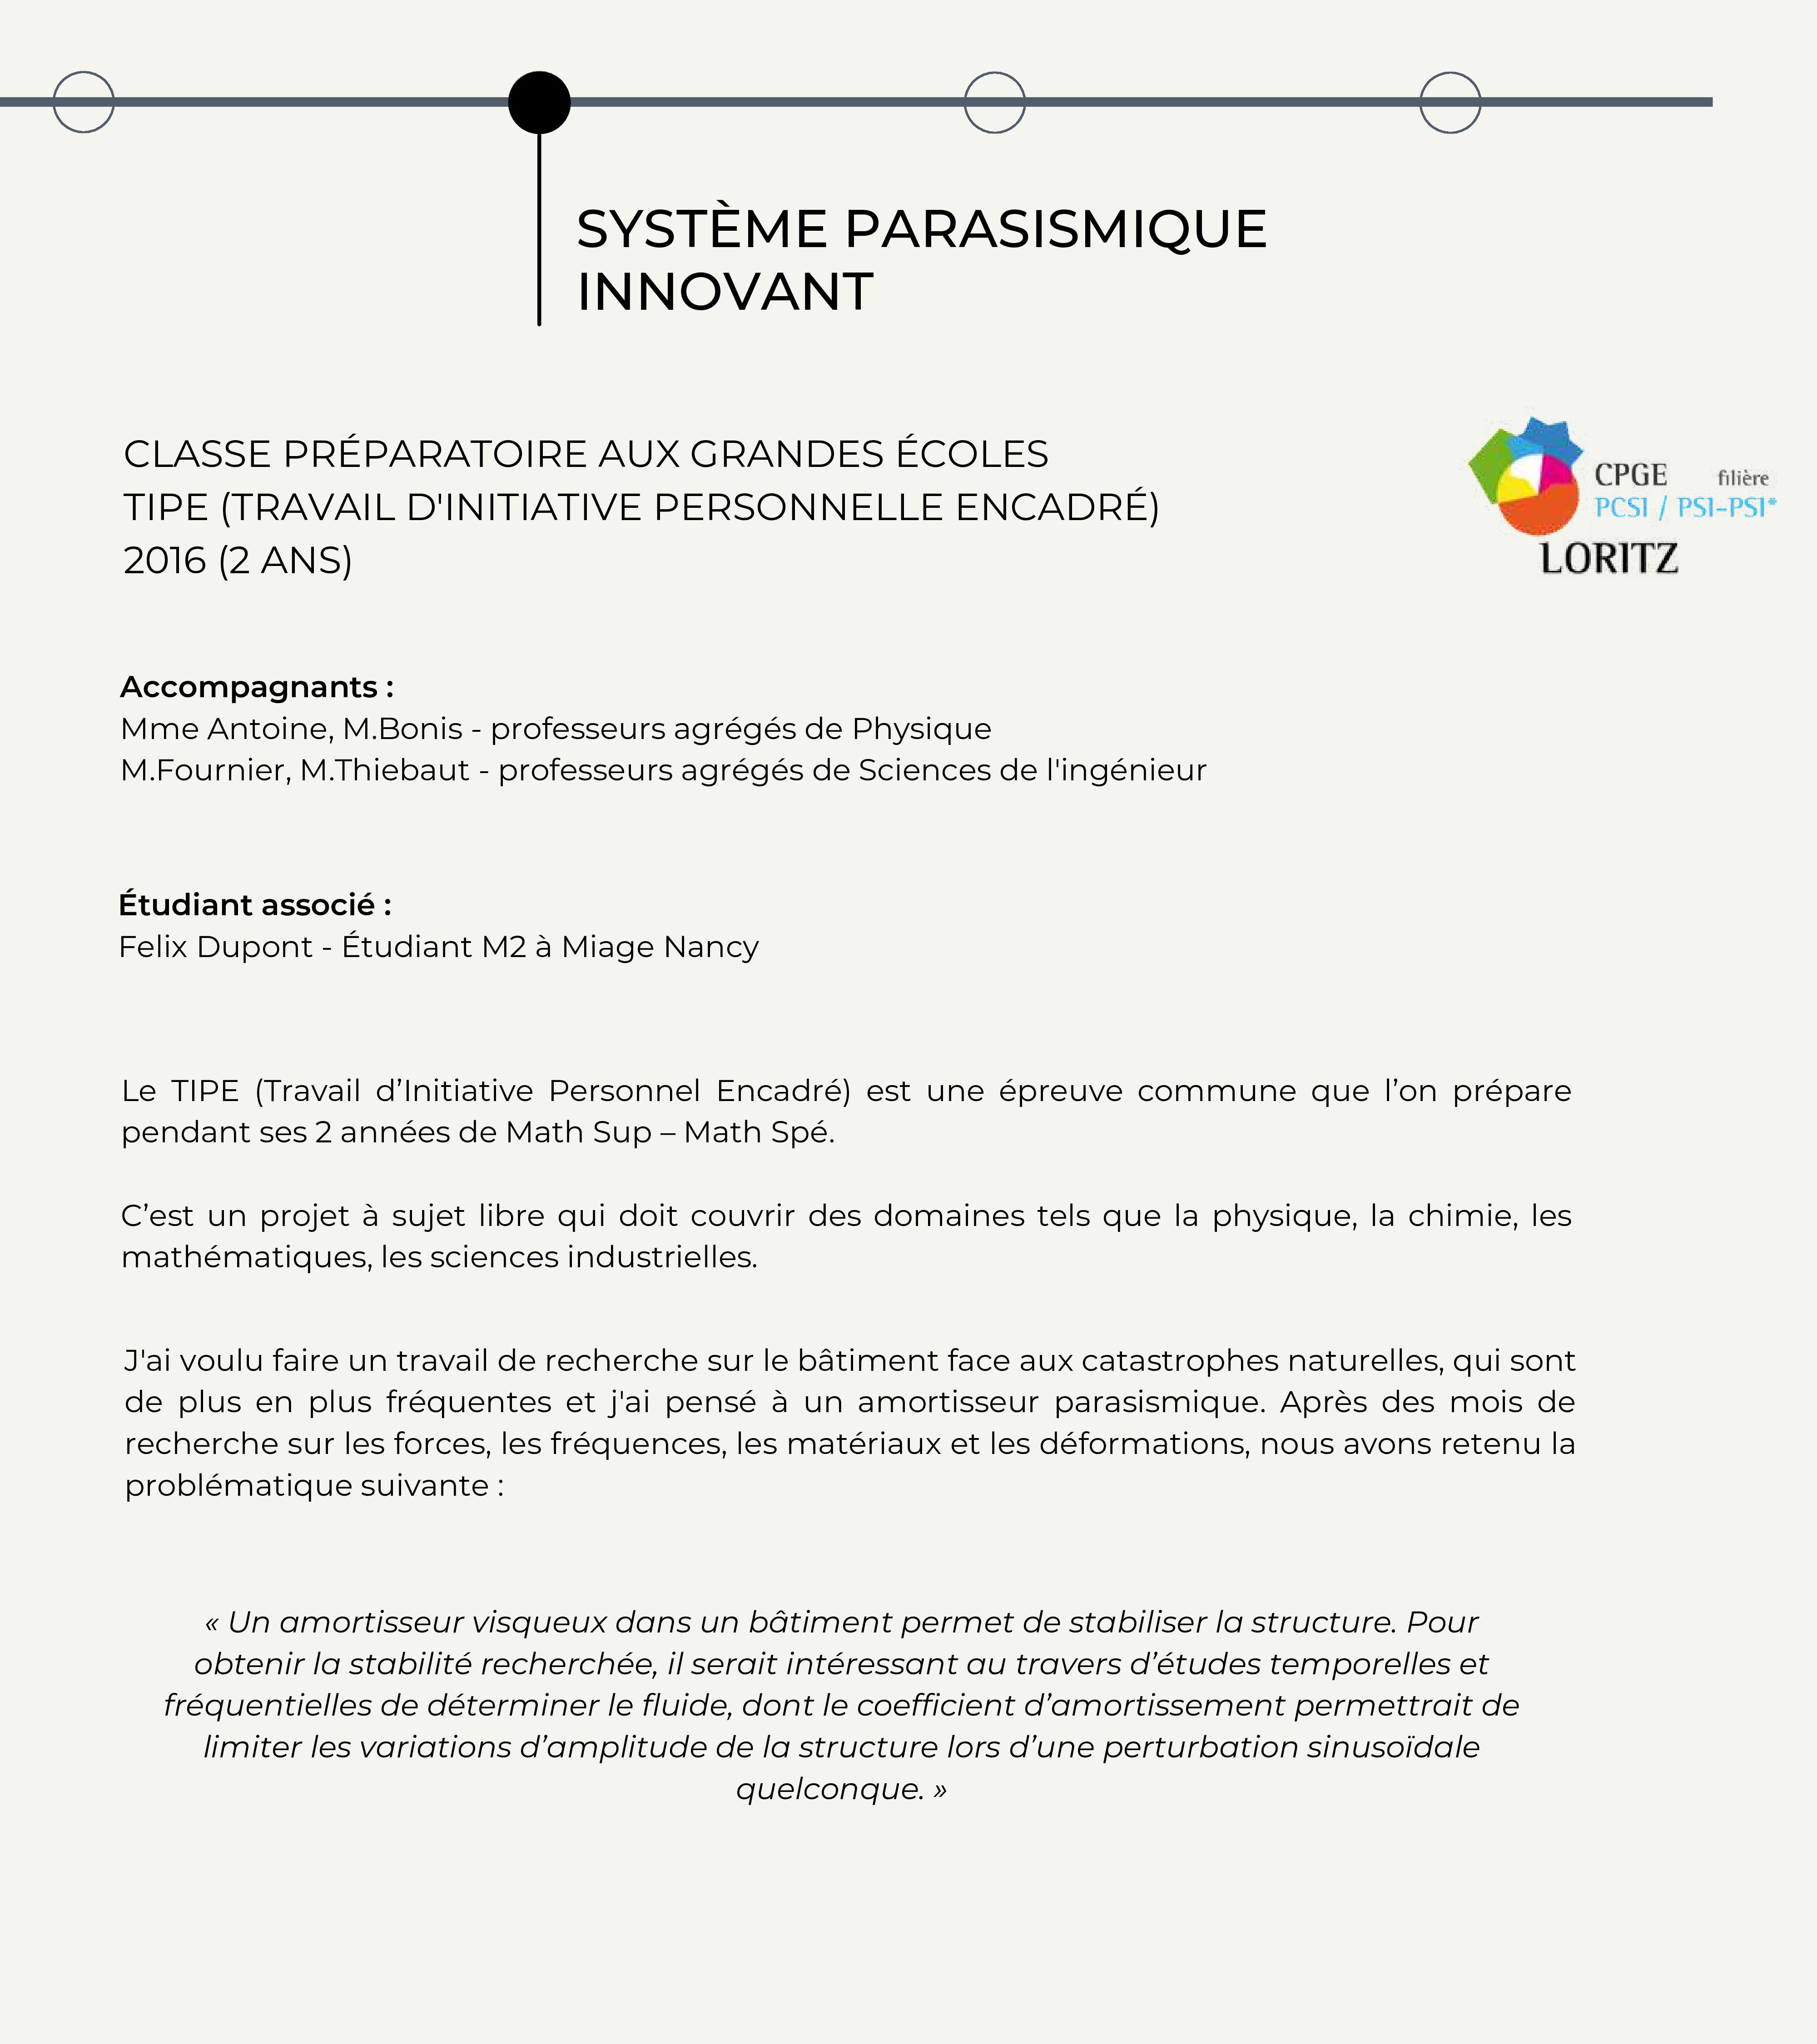 SYSTÈME PARASISMIQUE
INNOVANT
CLASSE PRÉPARATOIRE AUX GRANDES ÉCOLES
TIPE (TRAVAIL D'INITIATIVE PERSONNELLE ENCADRÉ)
2016 (2 ANS)
CPGE filière
PCSI / PSI-PSI*
LORITZ
Accompagnants :
Mme Antoine, M.Bonis - professeurs agrégés de Physique
M.Fournier, M.Thiebaut - professeurs agrégés de Sciences de l'ingénieur
Étudiant associé :
Felix Dupont - Étudiant M2 à Miage Nancy
Le TIPE (Travail d’Initiative Personnel Encadré) est une épreuve commune que l’on prépare
pendant ses 2 années de Math Sup – Math Spé.
C’est un projet à sujet libre qui doit couvrir des domaines tels que la physique, la chimie, les
mathématiques, les sciences industrielles.
J'ai voulu faire un travail de recherche sur le bâtiment face aux catastrophes naturelles, qui sont
de plus en plus fréquentes et j'ai pensé à un amortisseur parasismique. Après des mois de
recherche sur les forces, les fréquences, les matériaux et les déformations, nous avons retenu la
problématique suivante :
« Un amortisseur visqueux dans un bâtiment permet de stabiliser la structure. Pour
obtenir la stabilité recherchée, il serait intéressant au travers d’études temporelles et
fréquentielles de déterminer le fluide, dont le coefficient d’amortissement permettrait de
limiter les variations d’amplitude de la structure lors d’une perturbation sinusoïdale
quelconque. »